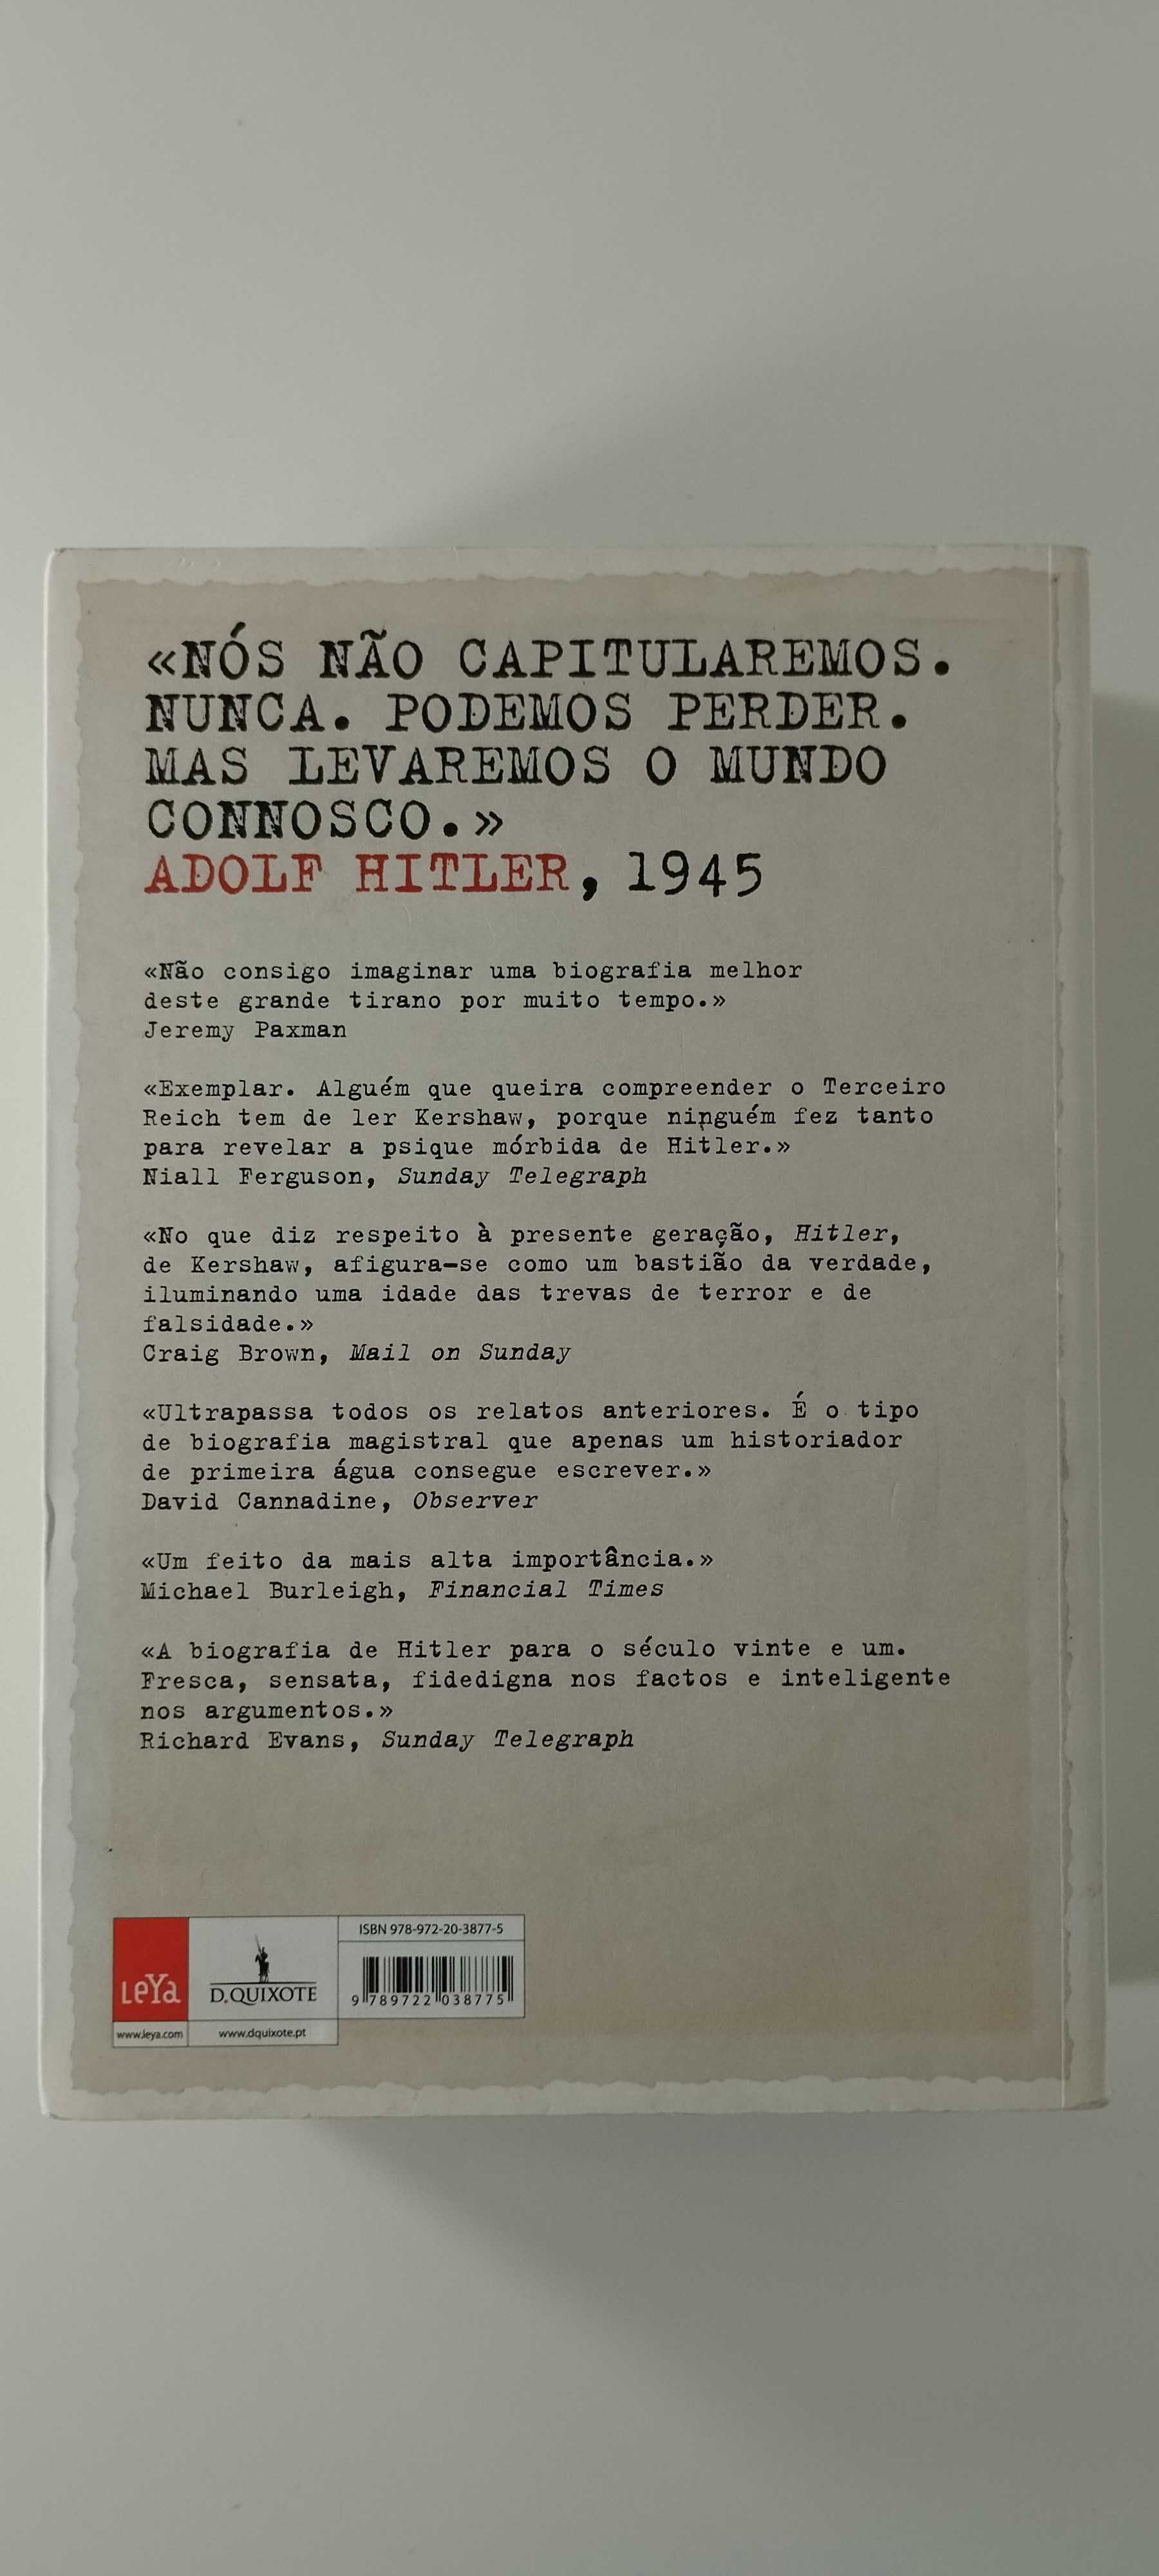 «NÓS NÃO CAPITULAREMOS.
NUNCA. PODEMOS PERDER.
MAS LEVAREMOS O MUNDO
CONNOSCO.»
ADOLF HITLER, 1945
«Não consigo imaginar uma biografia melhor
deste grande tirano por muito tempo.»
Jeremy Paxman
«Exemplar. Alguém que queira compreender o Terceiro
Reich tem de ler Kershaw, porque ninguém fez tanto
para revelar a psique mórbida de Hitler.»
Niall Ferguson, Sunday Telegraph
«No que diz respeito à presente geração, Hitler,
de Kershaw, afigura-se como um bastião da verdade,
iluminando uma idade das trevas de terror e de
falsidade.»
Craig Brown, Mail on Sunday
«Ultrapassa todos os relatos anteriores. É o tipo
de biografia magistral que apenas um historiador
de primeira água consegue escrever.»
David Cannadine, Observer
«Um feito da mais alta importância.»
Michael Burleigh, Financial Times
«A biografia de Hitler para o século vinte e um.
Fresca, sensata, fidedigna nos factos e inteligente
nos argumentos.»
Richard Evans, Sunday Telegraph
LeYa
www.leya.com
D.QUIXOTE
www.dquixote.pt
ISBN 978-972-20-3877-5
9 789722 038775